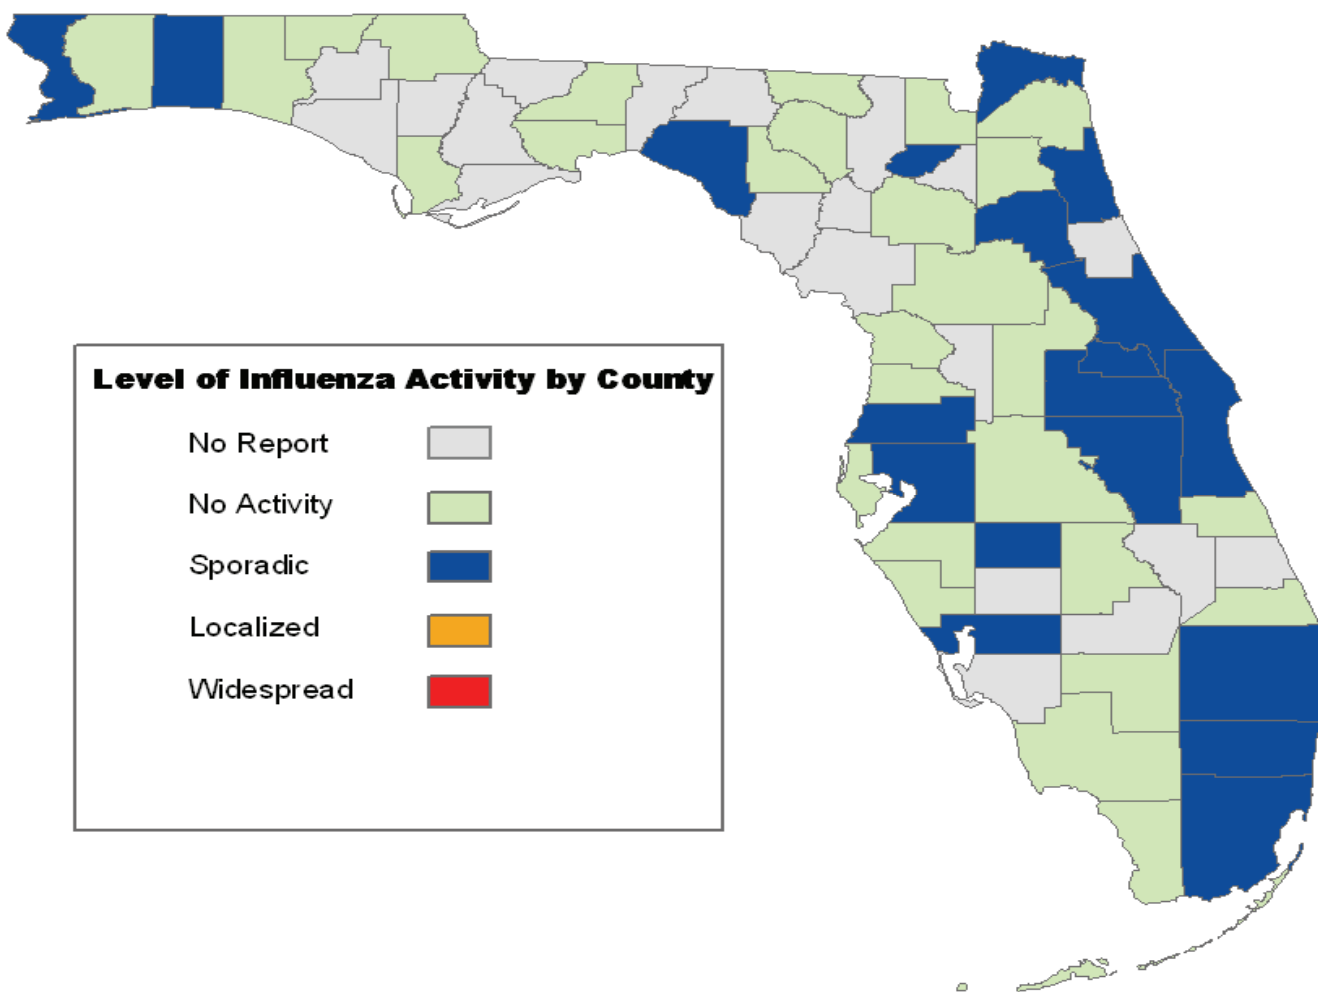 Level of Influenza Activity by County
No Report
No Activity
Sporadic
Localized
Widespread